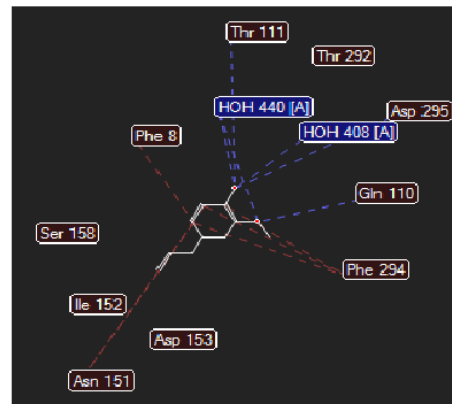 Thr 111
Thr 292
HOH 440 [A]
Asp 295
HOH 408 [A]
Phe 8
Gln 110
Ser 158
Phe 294
Ile 152
Asp 153
Asn 151